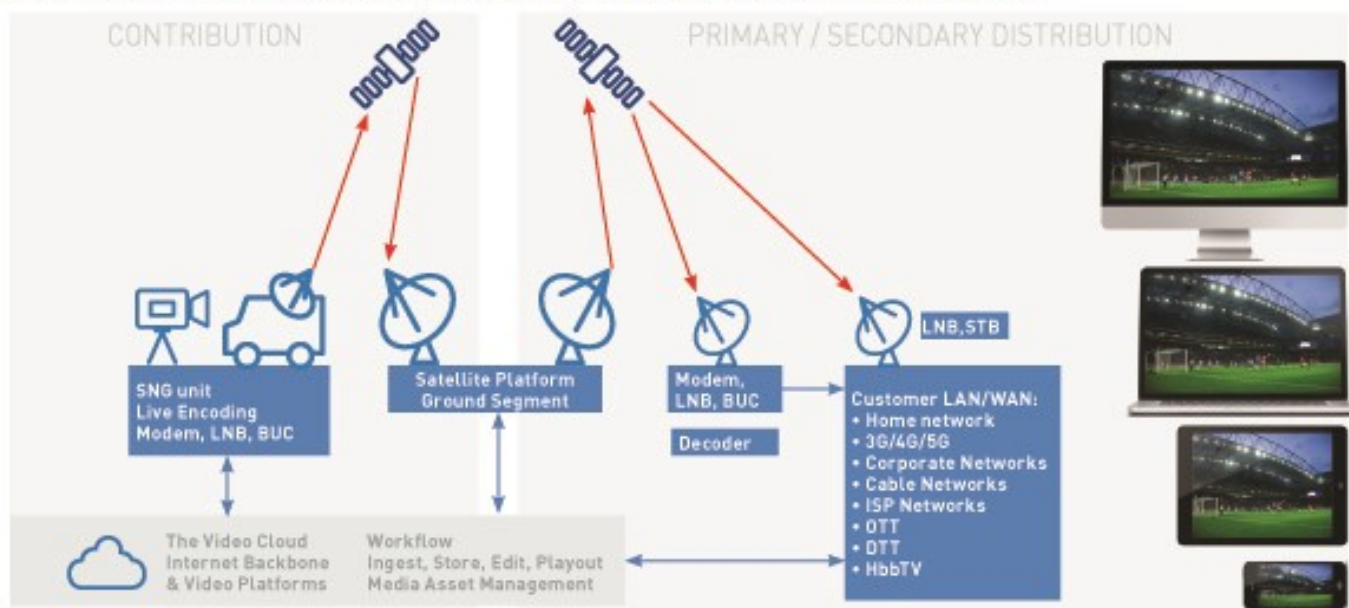 CONTRIBUTION
PRIMARY / SECONDARY DISTRIBUTION
SNG unit
Live Encoding
Modem, LNB, BUC
Satellite Platform
Ground Segment
Modem,
LNB, BUC
Decoder
LNB,STB
Customer LAN/WAN:
• Home network
• 3G/4G/5G
• Corporate Networks
• Cable Networks
• ISP Networks
• OTT
• DTT
• HbbTV
The Video Cloud
Internet Backbone
& Video Platforms
Workflow
Ingest, Store, Edit, Playout
Media Asset Management